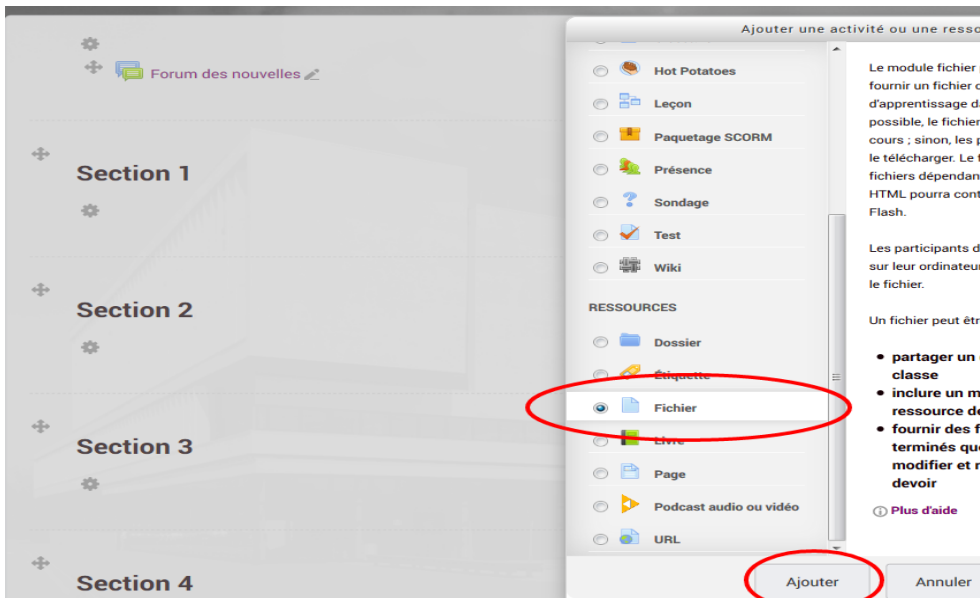 Ajouter une activité ou une resso
Forum des nouvelles
Section 1
Section 2
Section 3
Section 4
Hot Potatoes
Leçon
Paquetage SCORM
Présence
Sondage
Test
Wiki
RESSOURCES
Dossier
Étiquette
Fichier
Livre
Page
Podcast audio ou vidéo
URL
Le module fichier
fournir un fichier
d'apprentissage d
possible, le fichier
cours ; sinon, les p
le télécharger. Le f
fichiers dépendan
HTML pourra cont
Flash.
Les participants d
sur leur ordinateu
le fichier.
Un fichier peut êtr
partager un
classe
inclure un m
ressource de
fournir des f
terminés que
modifier et r
devoir
Plus d'aide
Ajouter
Annuler